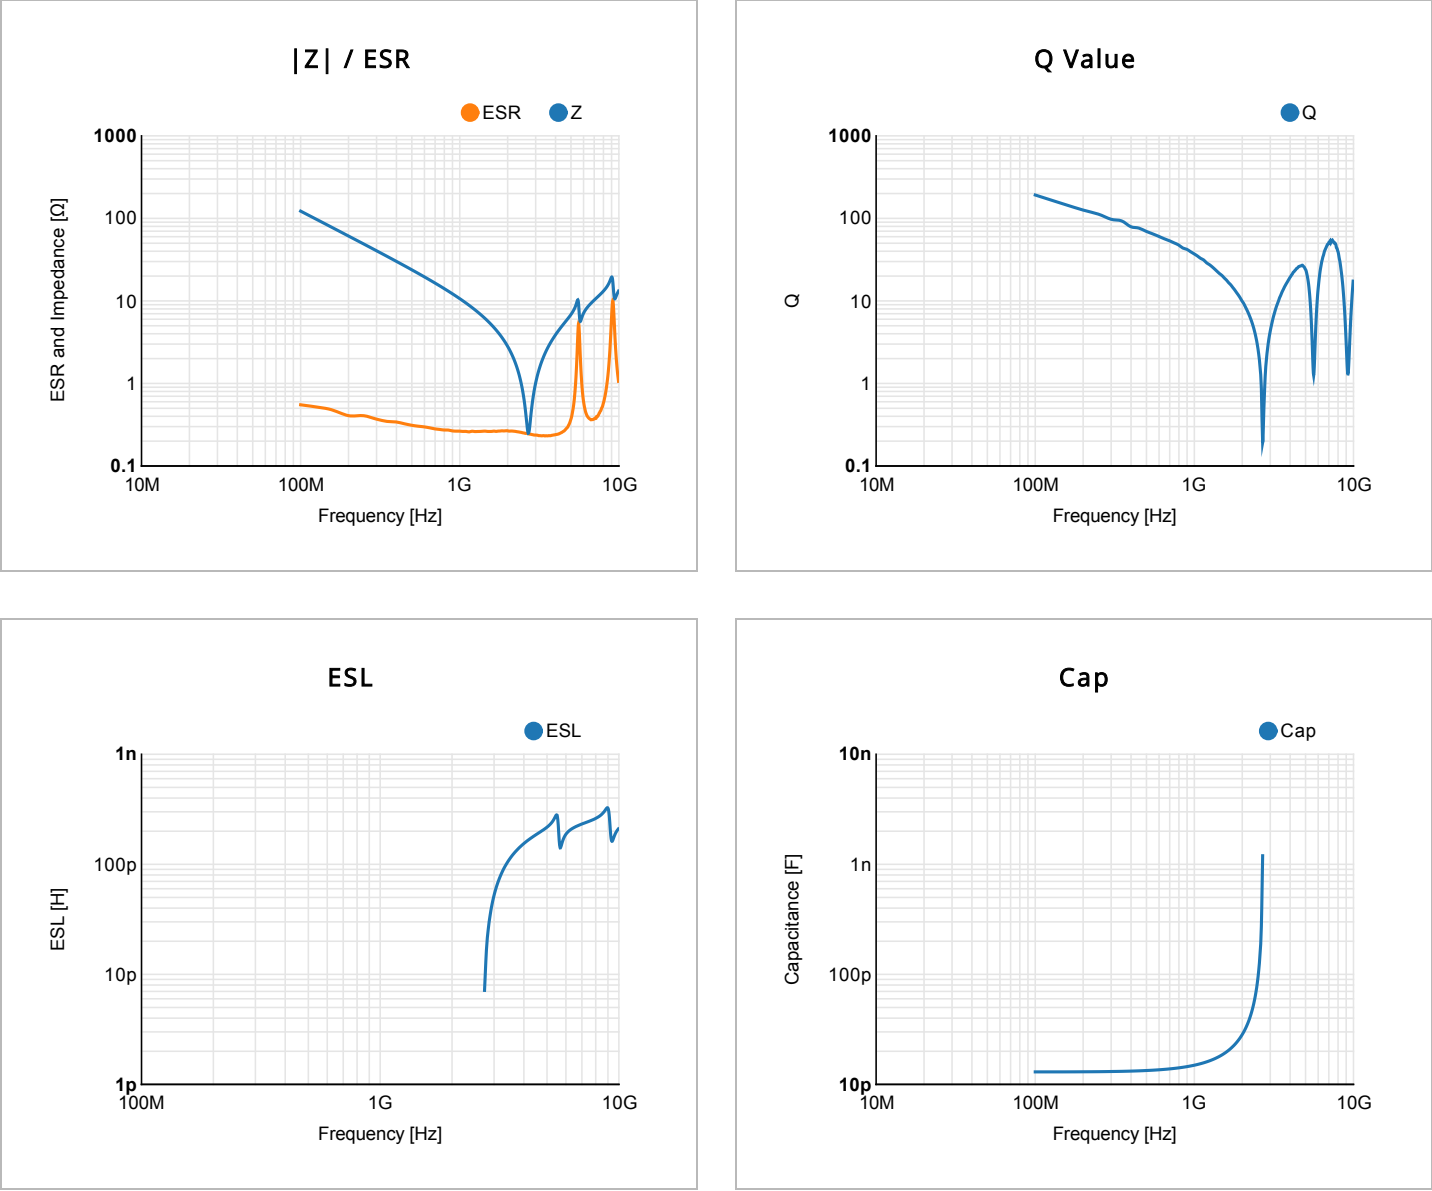 |Z| / ESR
ESR Z
1000
100
10
1
0.1
10M 100M 1G 10G
ESR and Impedance [Ω]
Frequency [Hz]
Q Value
Q
1000
100
10
1
0.1
10M 100M 1G 10G
Q
Frequency [Hz]
ESL
ESL
1n
100p
10p
1p
100M 1G 10G
ESL [H]
Frequency [Hz]
Cap
Cap
10n
1n
100p
10p
10M 100M 1G 10G
Capacitance [F]
Frequency [Hz]